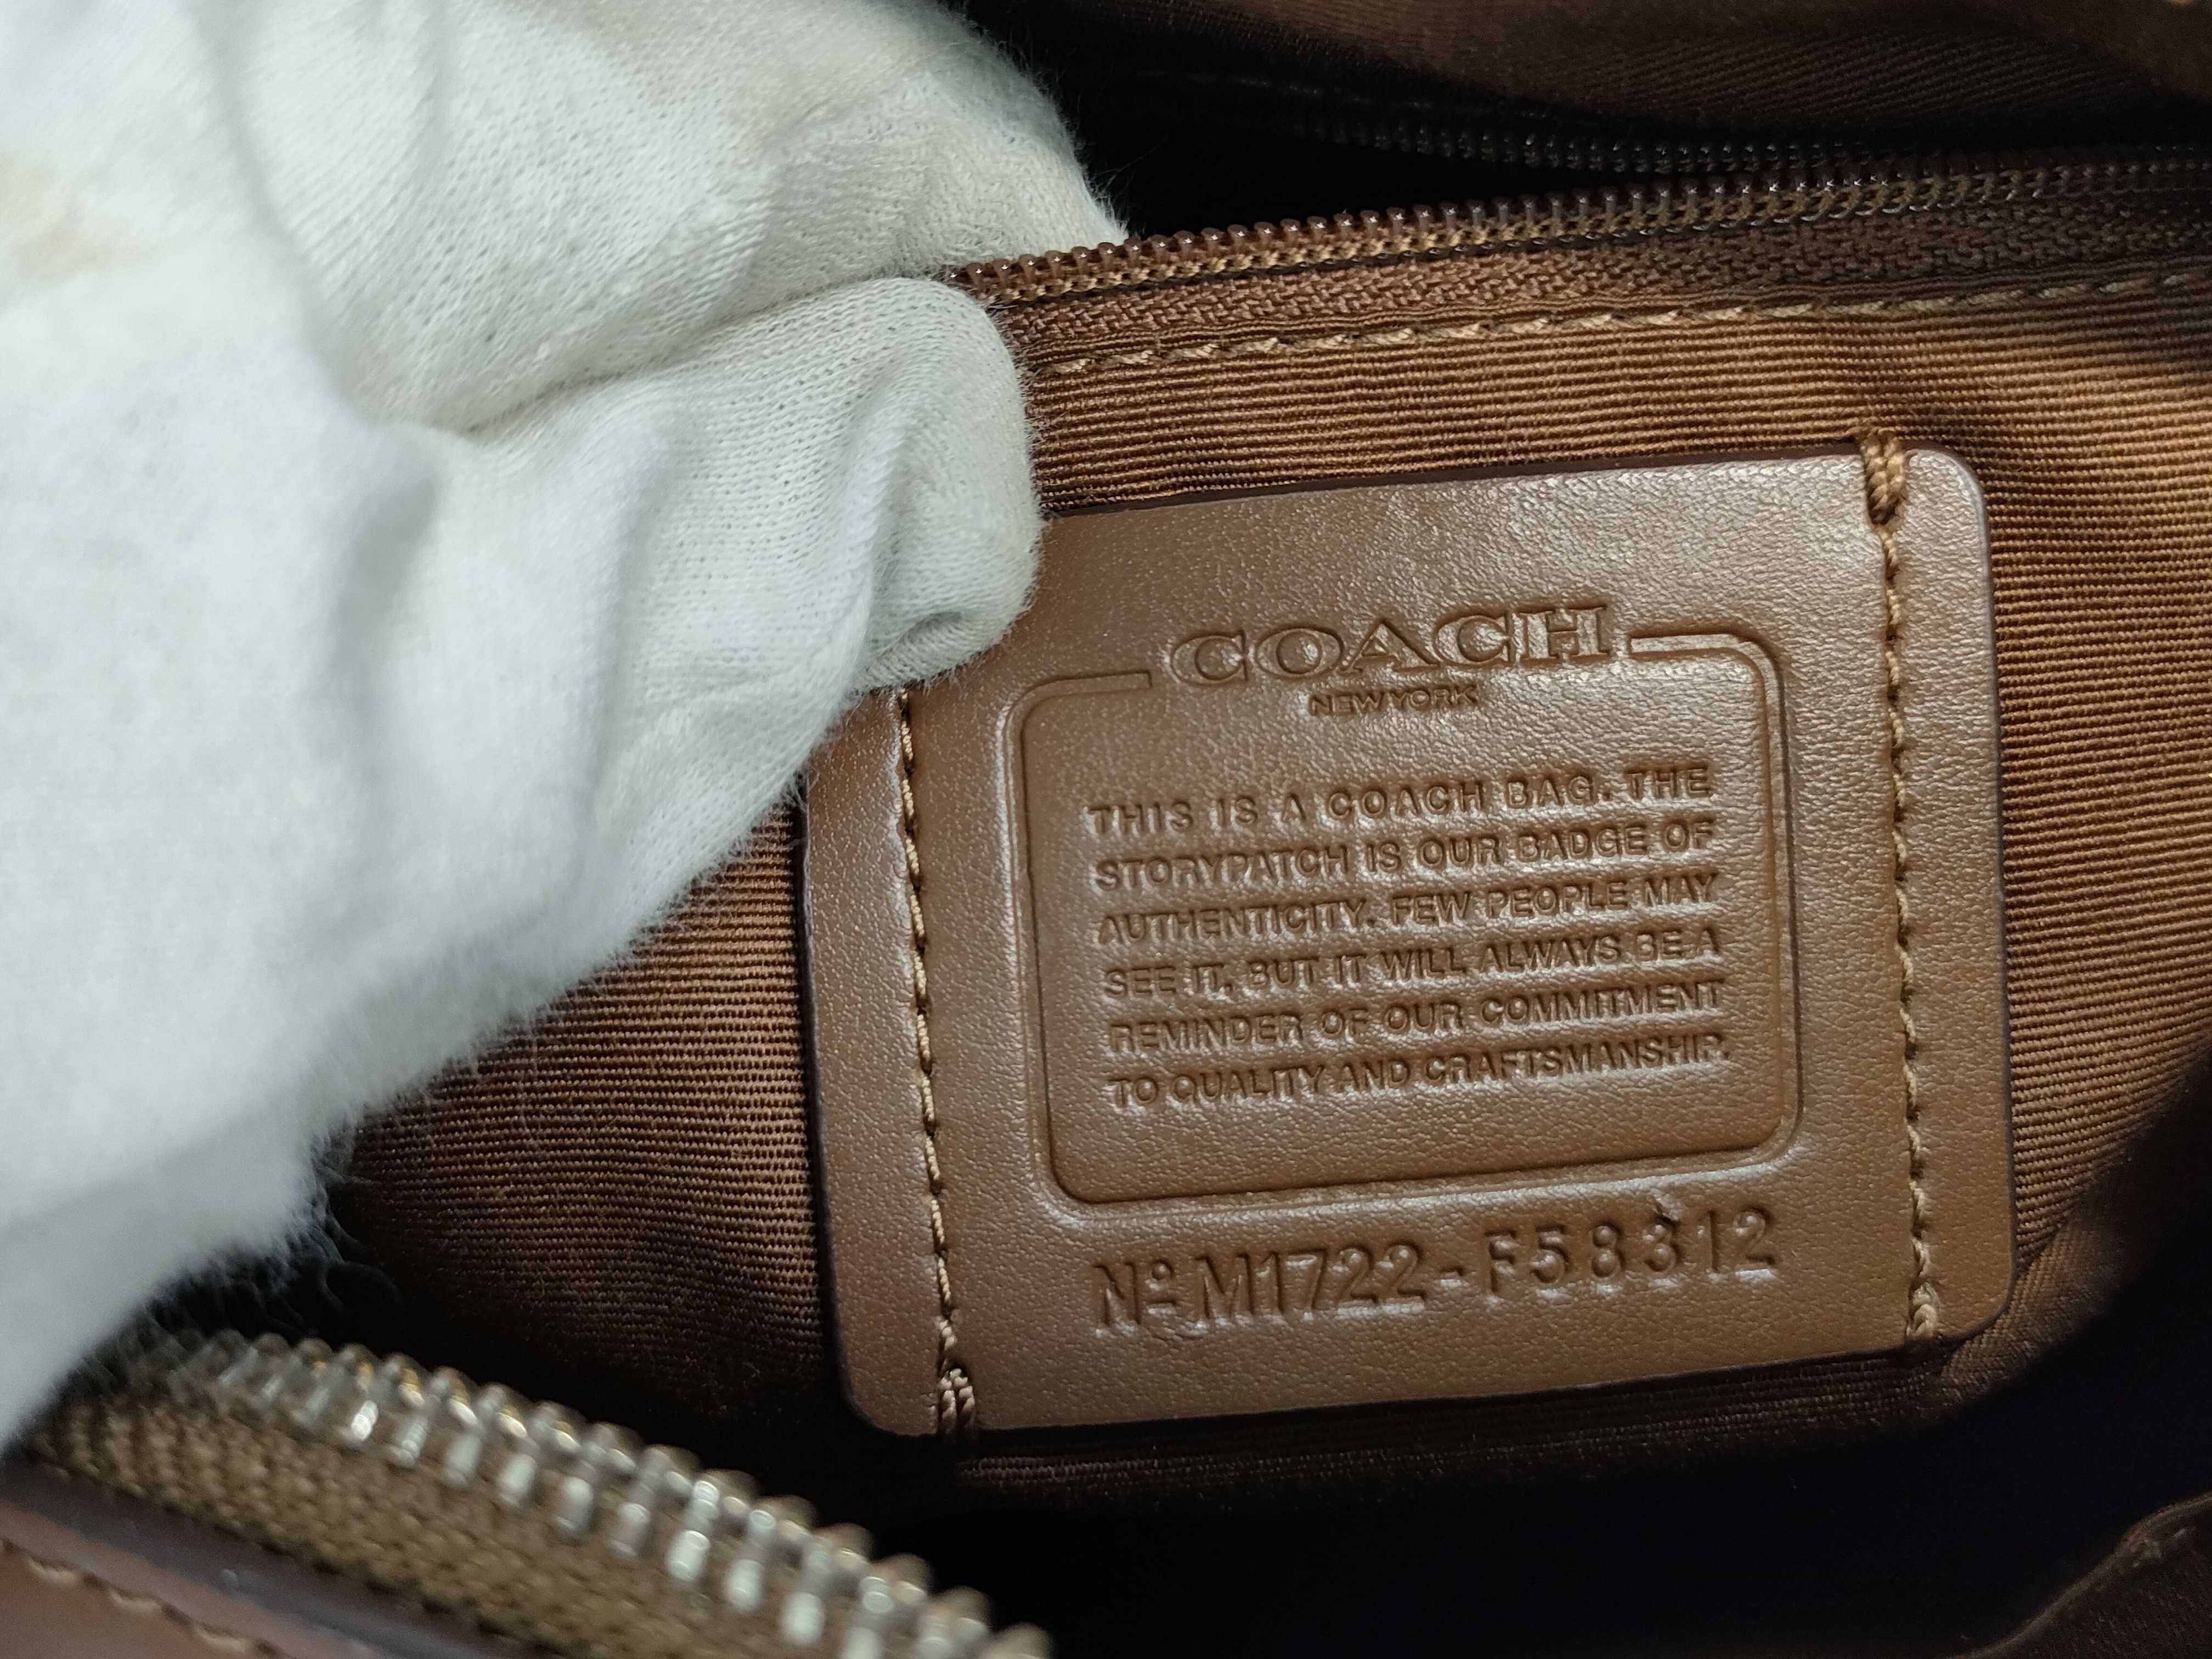 COACH
NEW YORK
THIS IS A COACH BAG. THE
STORYPATCH IS OUR BADGE OF
AUTHENTICITY. FEW PEOPLE MAY
SEE IT, BUT IT WILL ALWAYS BE A
REMINDER OF OUR COMMITMENT
TO QUALITY AND CRAFTSMANSHIP.
Nº M1722-F58312